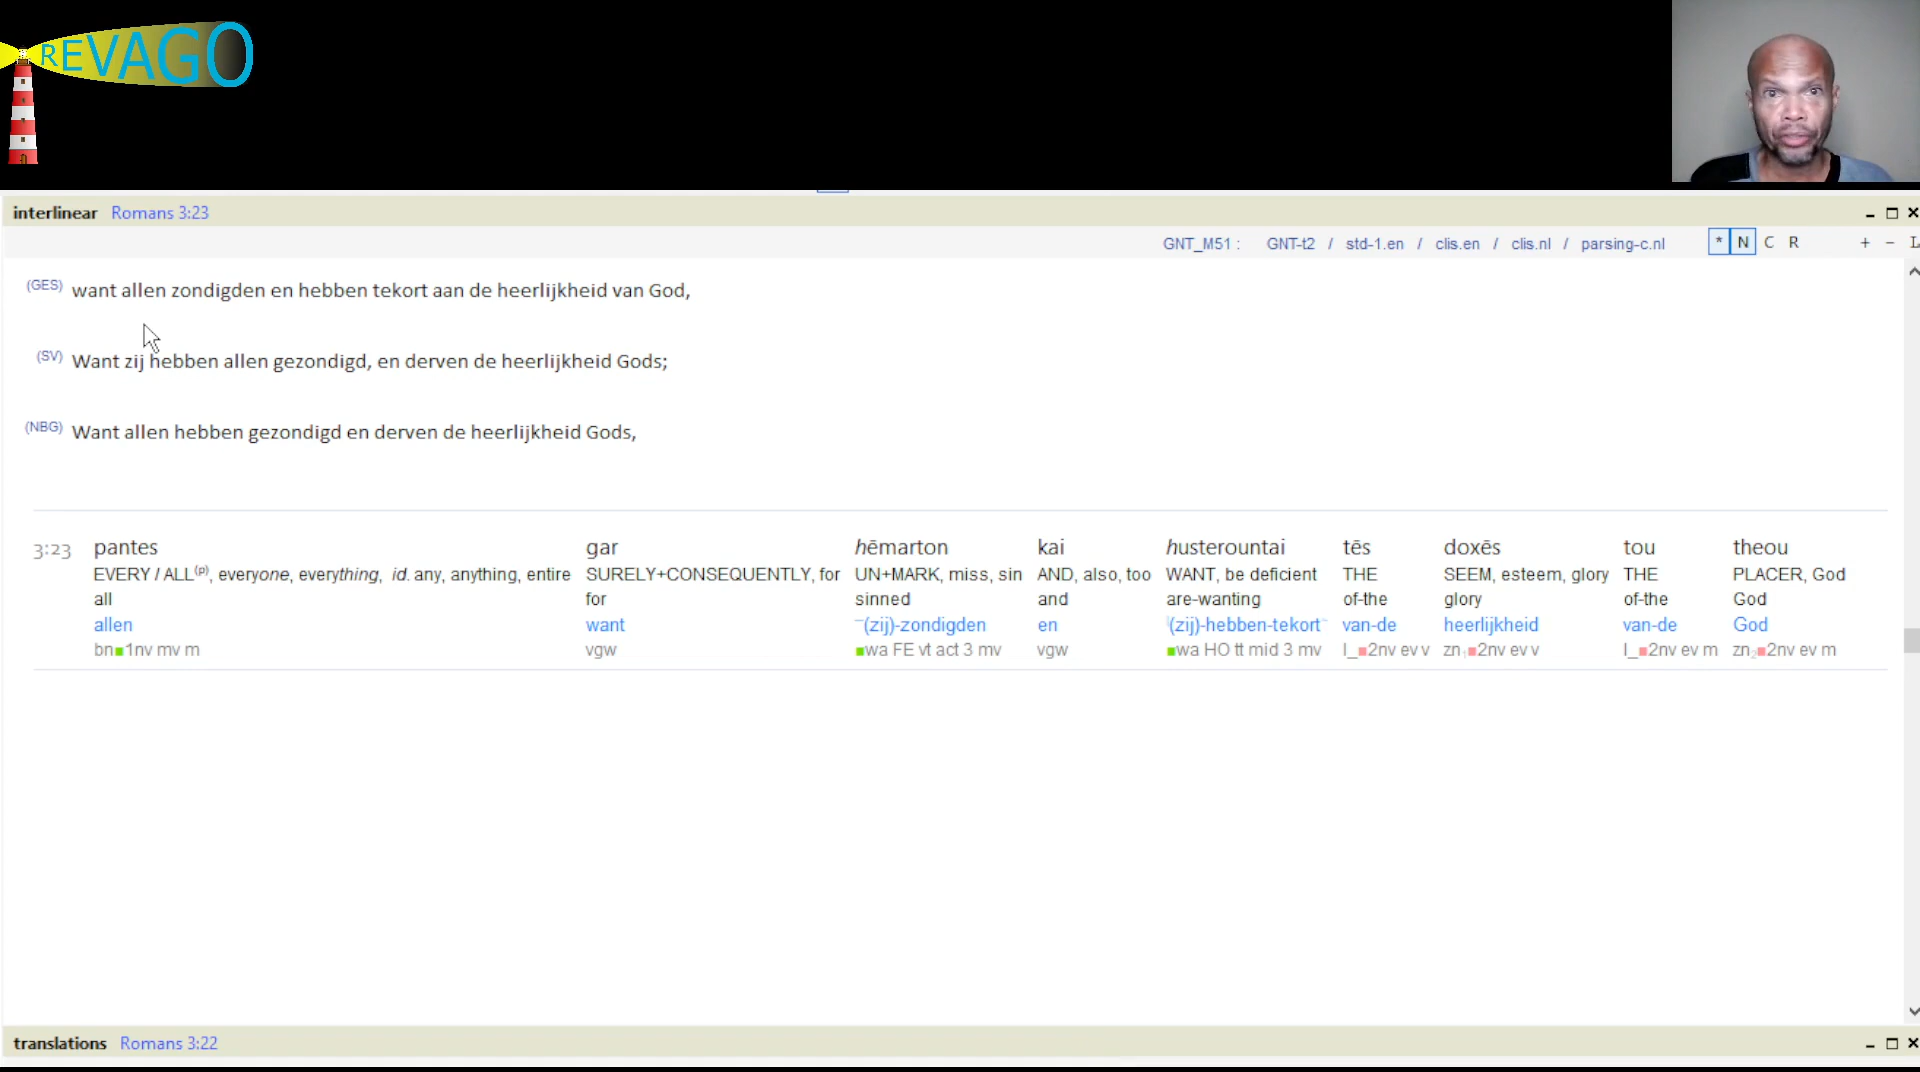 REVAGO
interlinear Romans 3:23
GNT_M51 : GNT-t2 / std-1.en / clis.en / clis.nl / parsing-c.nl * N C R + − L
(GES) want allen zondigden en hebben tekort aan de heerlijkheid van God,
(SV) Want zij hebben allen gezondigd, en derven de heerlijkheid Gods;
(NBG) Want allen hebben gezondigd en derven de heerlijkheid Gods,
3:23 pantes gar hēmarton kai husterountai tēs doxēs tou theou
EVERY / ALL(p), everyone, everything, id. any, anything, entire SURELY+CONSEQUENTLY, for UN+MARK, miss, sin AND, also, too WANT, be deficient THE SEEM, esteem, glory THE PLACER, God
all for sinned and are-wanting of-the glory of-the God
allen want (zij)-zondigden en (zij)-hebben-tekort van-de heerlijkheid van-de God
bn 1nv mv m vgw wa FE vt act 3 mv vgw wa HO tt mid 3 mv l_ 2nv ev v zn1 2nv ev v l_ 2nv ev m zn2 2nv ev m
translations Romans 3:22